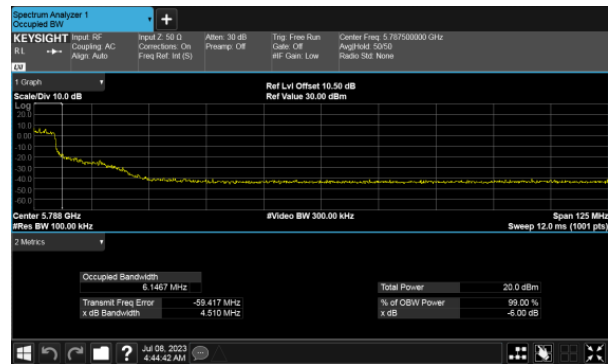 Spectrum Analyzer 1
Occupied BW
+
KEYSIGHT
RL
Input: RF
Coupling: AC
Align: Auto
Input Z: 50 Ω
Corrections: On
Freq Ref: Int (S)
Atten: 30 dB
Preamp: Off
Trig: Free Run
Gate: Off
#IF Gain: Low
Center Freq: 5.787500000 GHz
Avg|Hold: 50/50
Radio Std: None
1 Graph
Scale/Div 10.0 dB
Ref Lvl Offset 10.50 dB
Ref Value 30.00 dBm
Log
20.0
10.0
0.00
-10.0
-20.0
-30.0
-40.0
-50.0
-60.0
Center 5.788 GHz
#Video BW 300.00 kHz
Span 125 MHz
#Res BW 100.00 kHz
Sweep 12.0 ms (1001 pts)
2 Metrics
Occupied Bandwidth
6.1467 MHz
Total Power 20.0 dBm
Transmit Freq Error -59.417 MHz
% of OBW Power 99.00 %
x dB Bandwidth 4.510 MHz
x dB -6.00 dB
?
Jul 08, 2023
4:44:42 AM